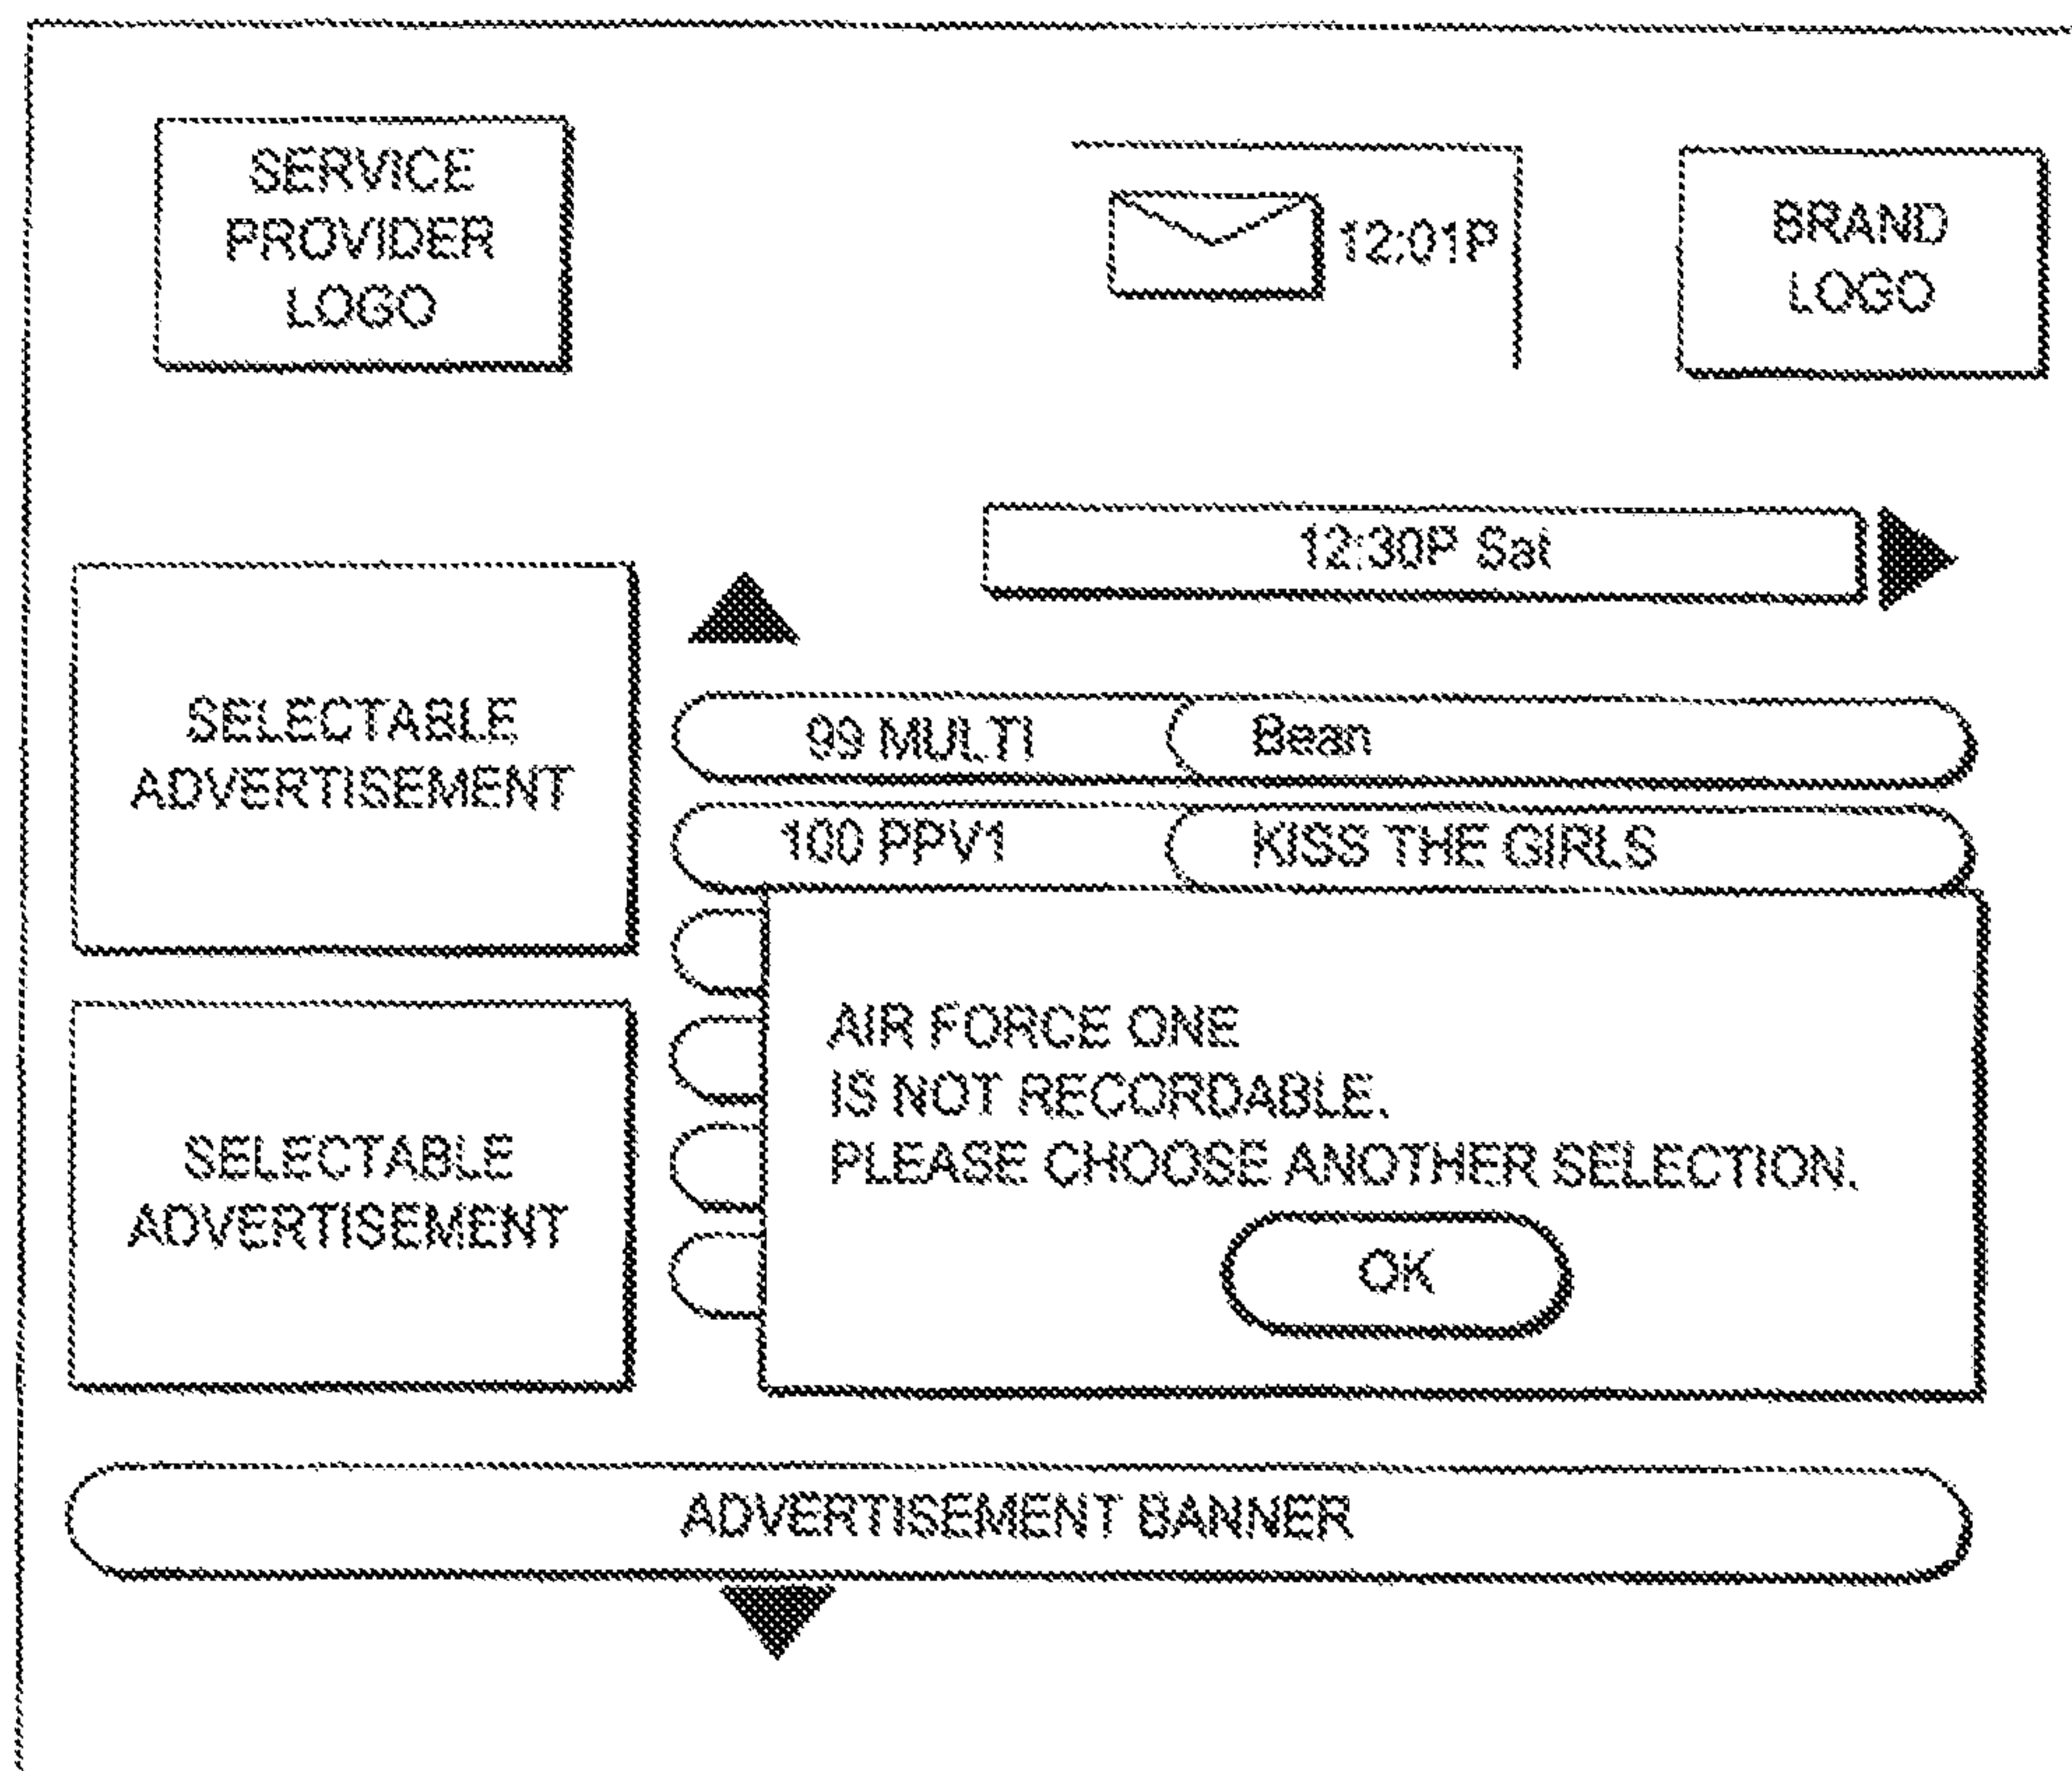 SERVICE
PROVIDER
LOGO
12:01P
BRAND
LOGO
12:30P Sat
SELECTABLE
ADVERTISEMENT
99 MULTI Bean
100 PPV1 KISS THE GIRLS
AIR FORCE ONE
IS NOT RECORDABLE.
PLEASE CHOOSE ANOTHER SELECTION.
OK
SELECTABLE
ADVERTISEMENT
ADVERTISEMENT BANNER